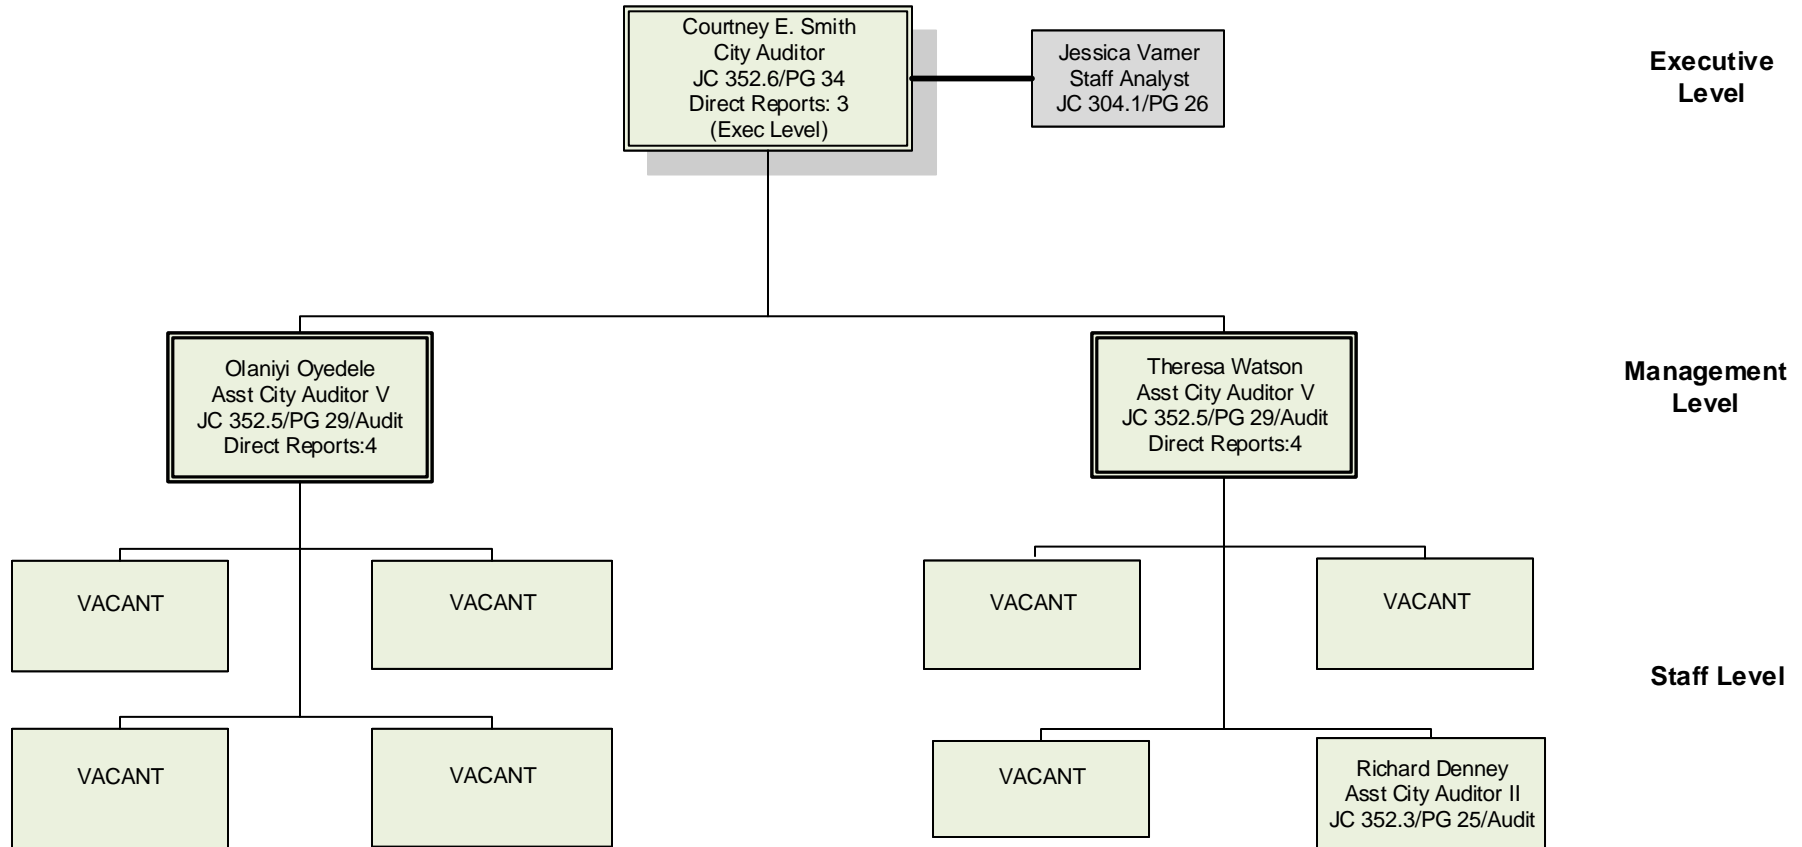 Courtney E. Smith
City Auditor
JC 352.6/PG 34
Direct Reports: 3
(Exec Level)
Jessica Varner
Staff Analyst
JC 304.1/PG 26
Executive
Level
Olaniyi Oyedele
Asst City Auditor V
JC 352.5/PG 29/Audit
Direct Reports:4
Theresa Watson
Asst City Auditor V
JC 352.5/PG 29/Audit
Direct Reports:4
Management
Level
VACANT
VACANT
VACANT
VACANT
Staff Level
VACANT
VACANT
VACANT
Richard Denney
Asst City Auditor II
JC 352.3/PG 25/Audit